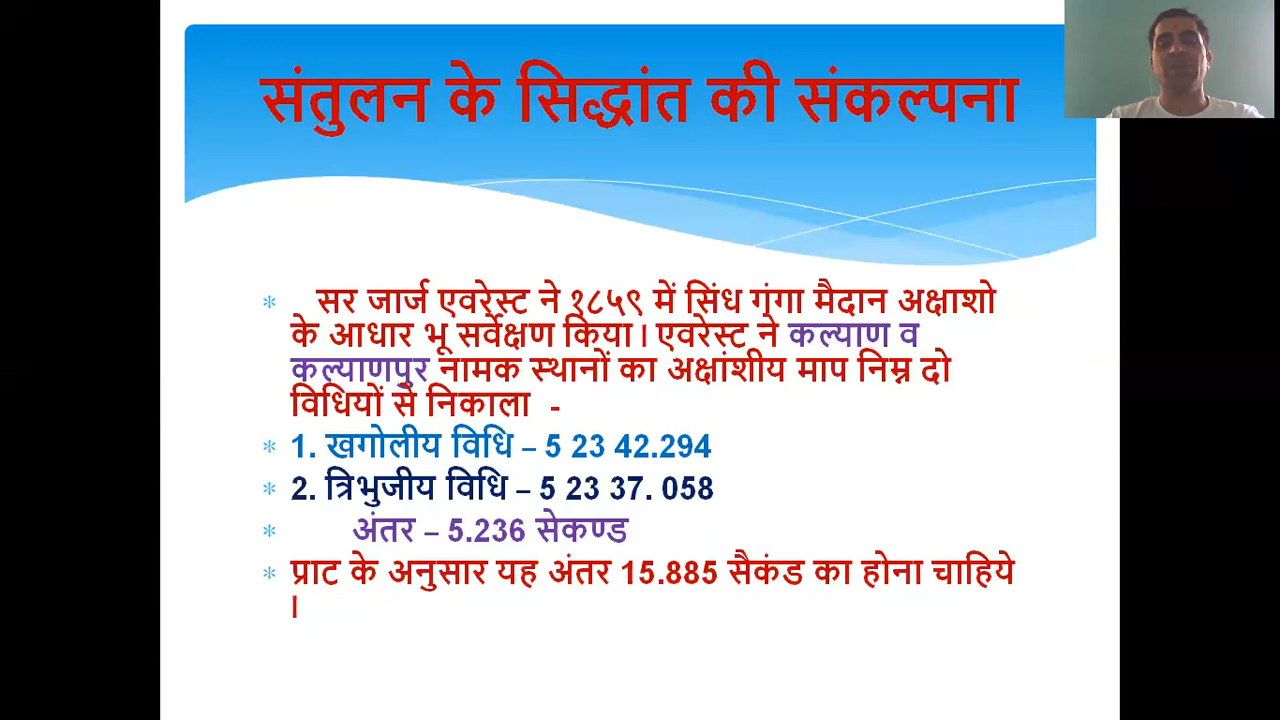 संतुलन के सिद्धांत की संकल्पना
* सर जार्ज एवरेस्ट ने १८५९ में सिंध गंगा मैदान अक्षाशो
के आधार भू सर्वेक्षण किया। एवरेस्ट ने कल्याण व
कल्याणपुर नामक स्थानों का अक्षांशीय माप निम्न दो
विधियों से निकाला -
* 1. खगोलीय विधि – 5 23 42.294
* 2. त्रिभुजीय विधि – 5 23 37. 058
* अंतर – 5.236 सेकण्ड
* प्राट के अनुसार यह अंतर 15.885 सैकंड का होना चाहिये
।